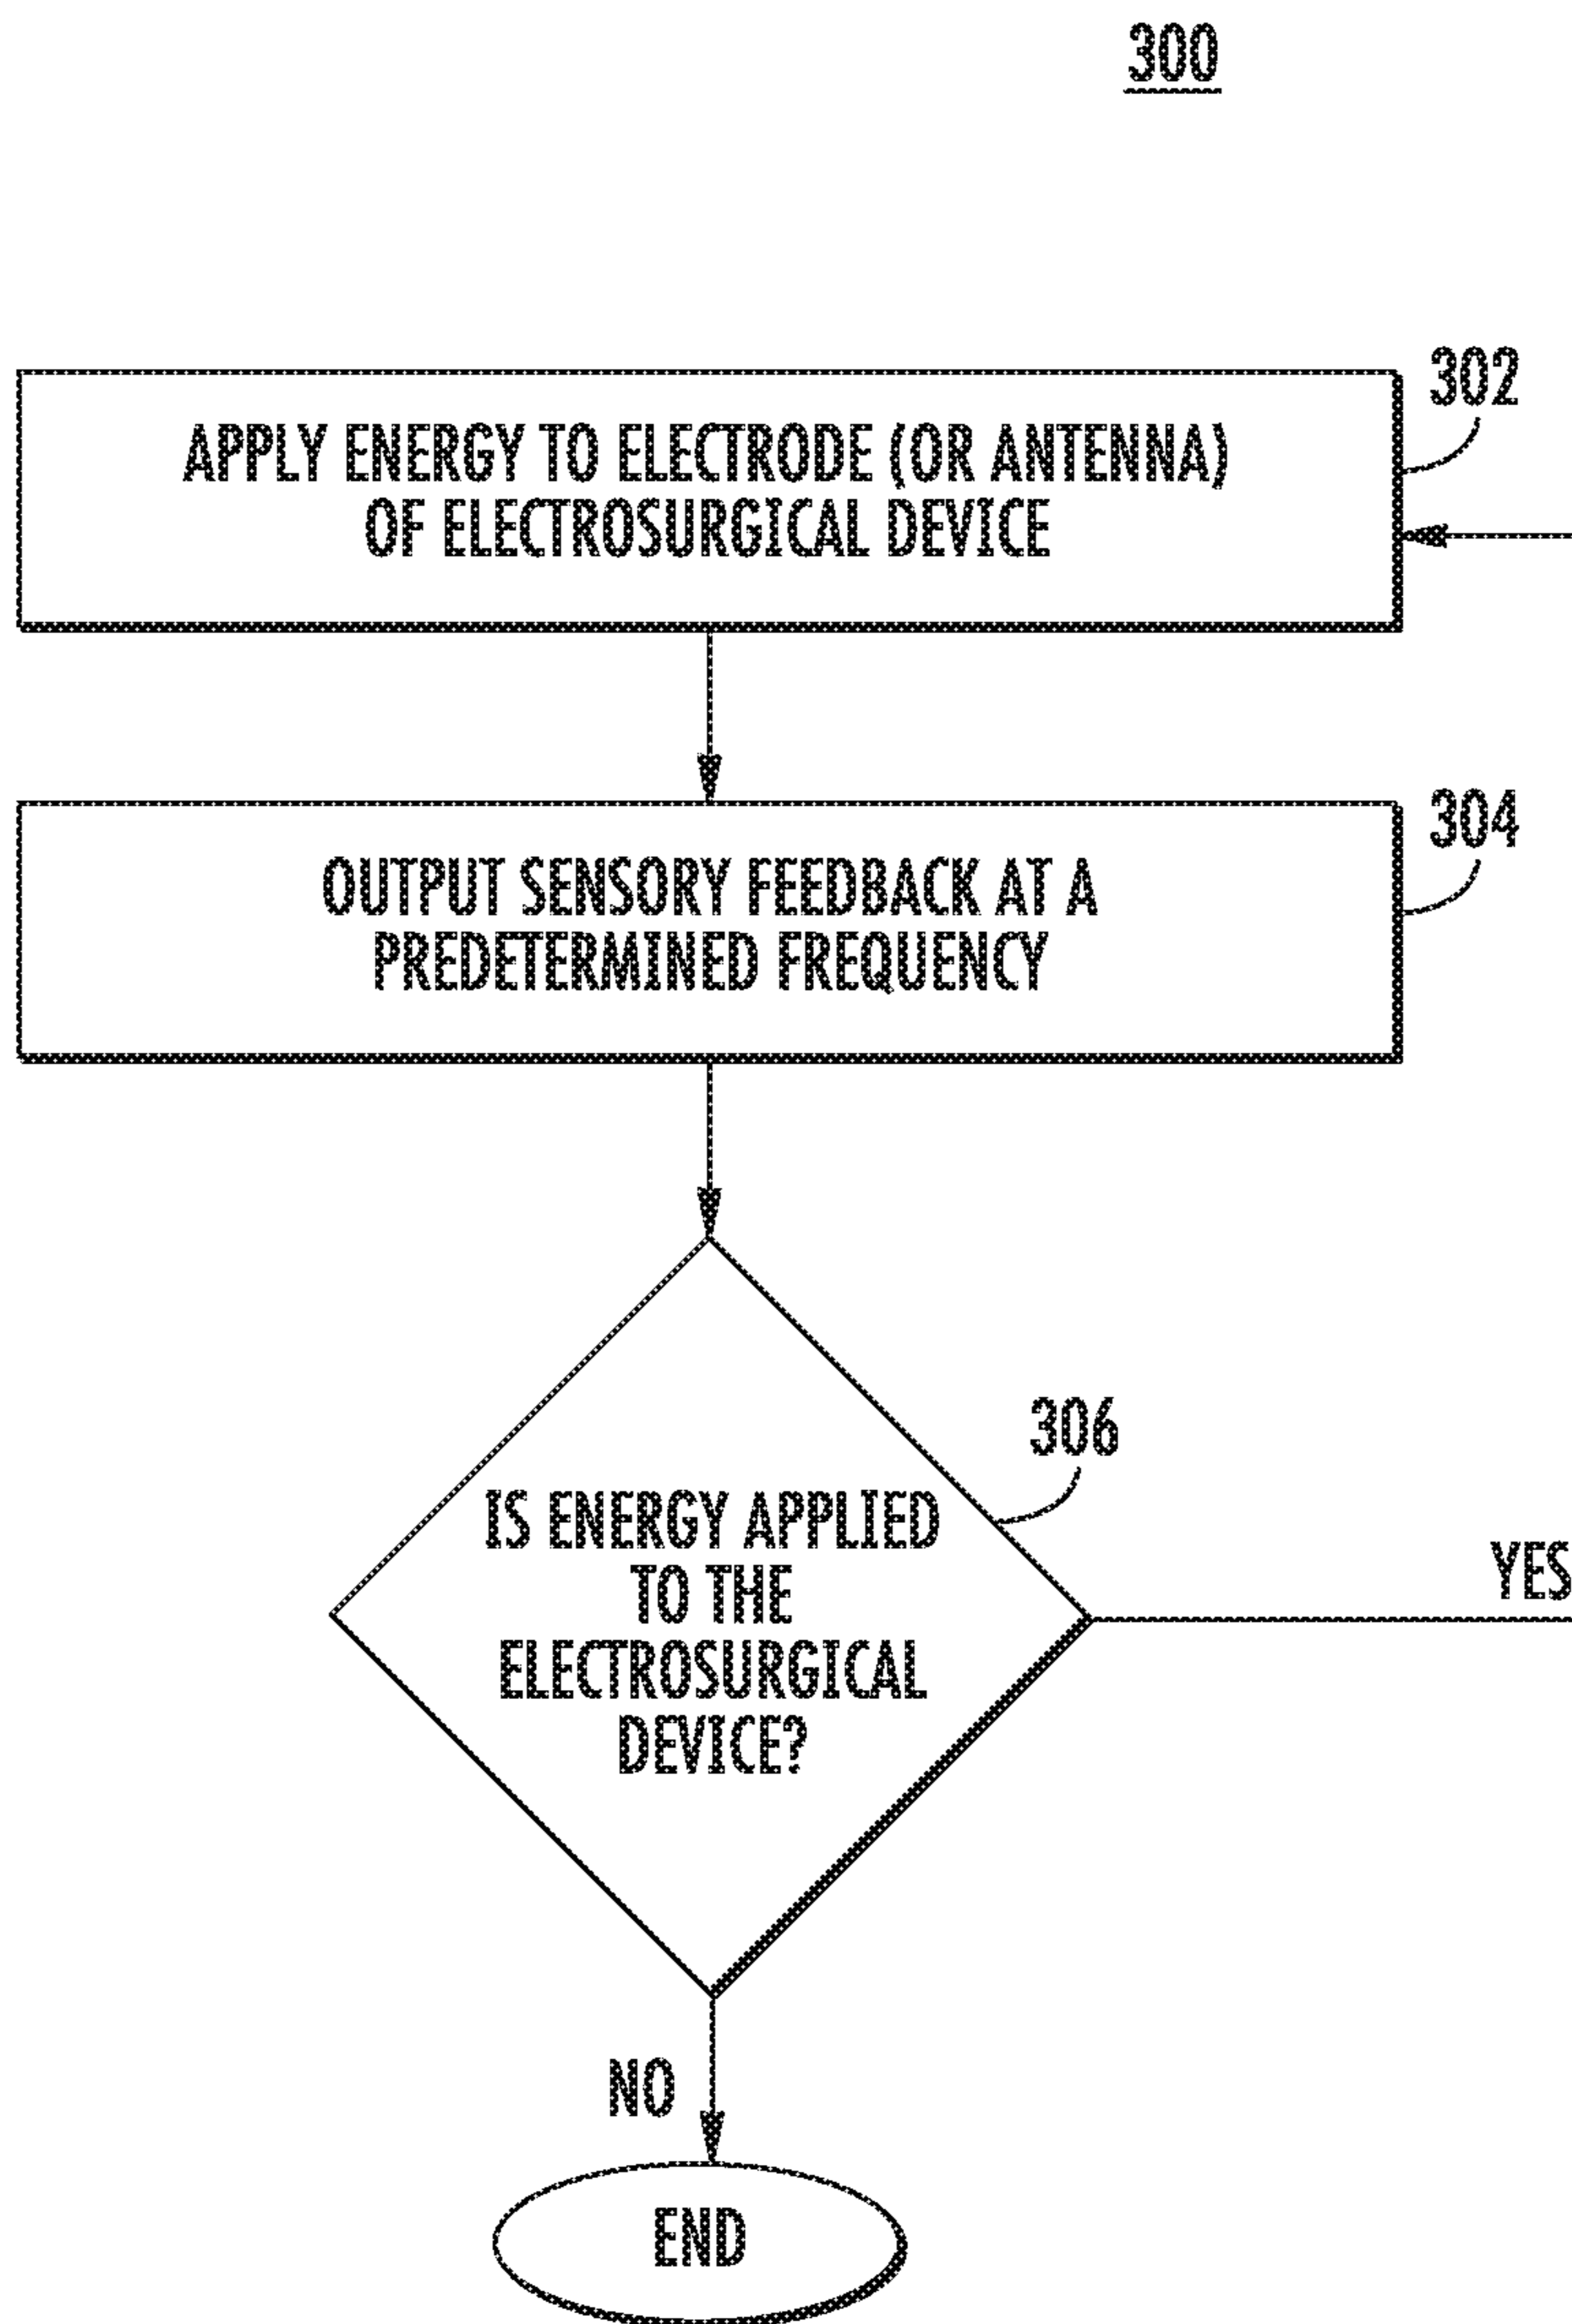 300
302
APPLY ENERGY TO ELECTRODE (OR ANTENNA)
OF ELECTROSURGICAL DEVICE
304
OUTPUT SENSORY FEEDBACK AT A
PREDETERMINED FREQUENCY
306
IS ENERGY APPLIED
TO THE
ELECTROSURGICAL
DEVICE?
YES
NO
END